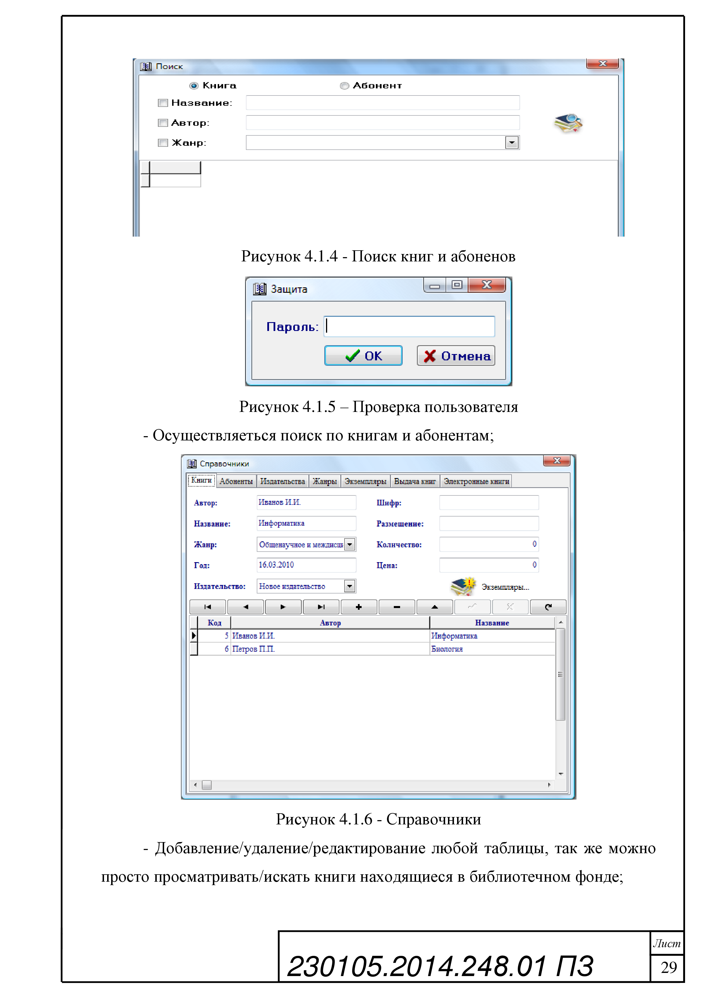 Поиск
Книга Абонент
Название:
Автор:
Жанр:
Рисунок 4.1.4 - Поиск книг и абоненов
Защита
Пароль:
ОК Отмена
Рисунок 4.1.5 – Проверка пользователя
- Осуществляеться поиск по книгам и абонентам;
Справочники
Книги Абоненты Издательства Жанры Экземпляры Выдача книг Электронные книги
Автор: Иванов И.И. Шифр:
Название: Информатика Размещение:
Жанр: Общенаучное и междисци Количество: 0
Год: 16.03.2010 Цена: 0
Издательство: Новое издательство Экземпляры...
Код Автор Название
5 Иванов И.И. Информатика
6 Петров П.П. Биология
Рисунок 4.1.6 - Справочники
- Добавление/удаление/редактирование любой таблицы, так же можно
просто просматривать/искать книги находящиеся в библиотечном фонде;
Лист
230105.2014.248.01 ПЗ 29